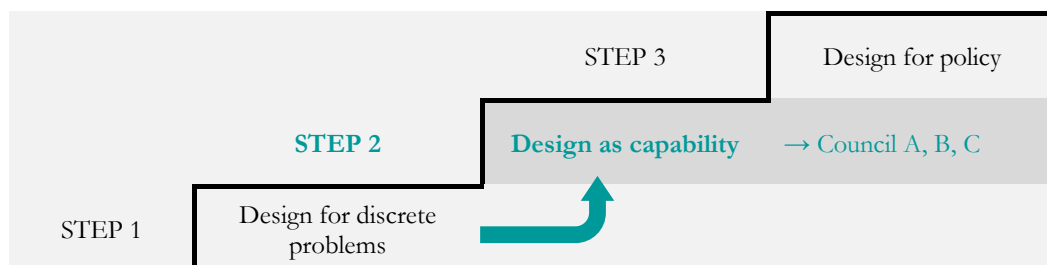 STEP 3
Design for policy
STEP 2
Design as capability
→ Council A, B, C
STEP 1
Design for discrete
problems